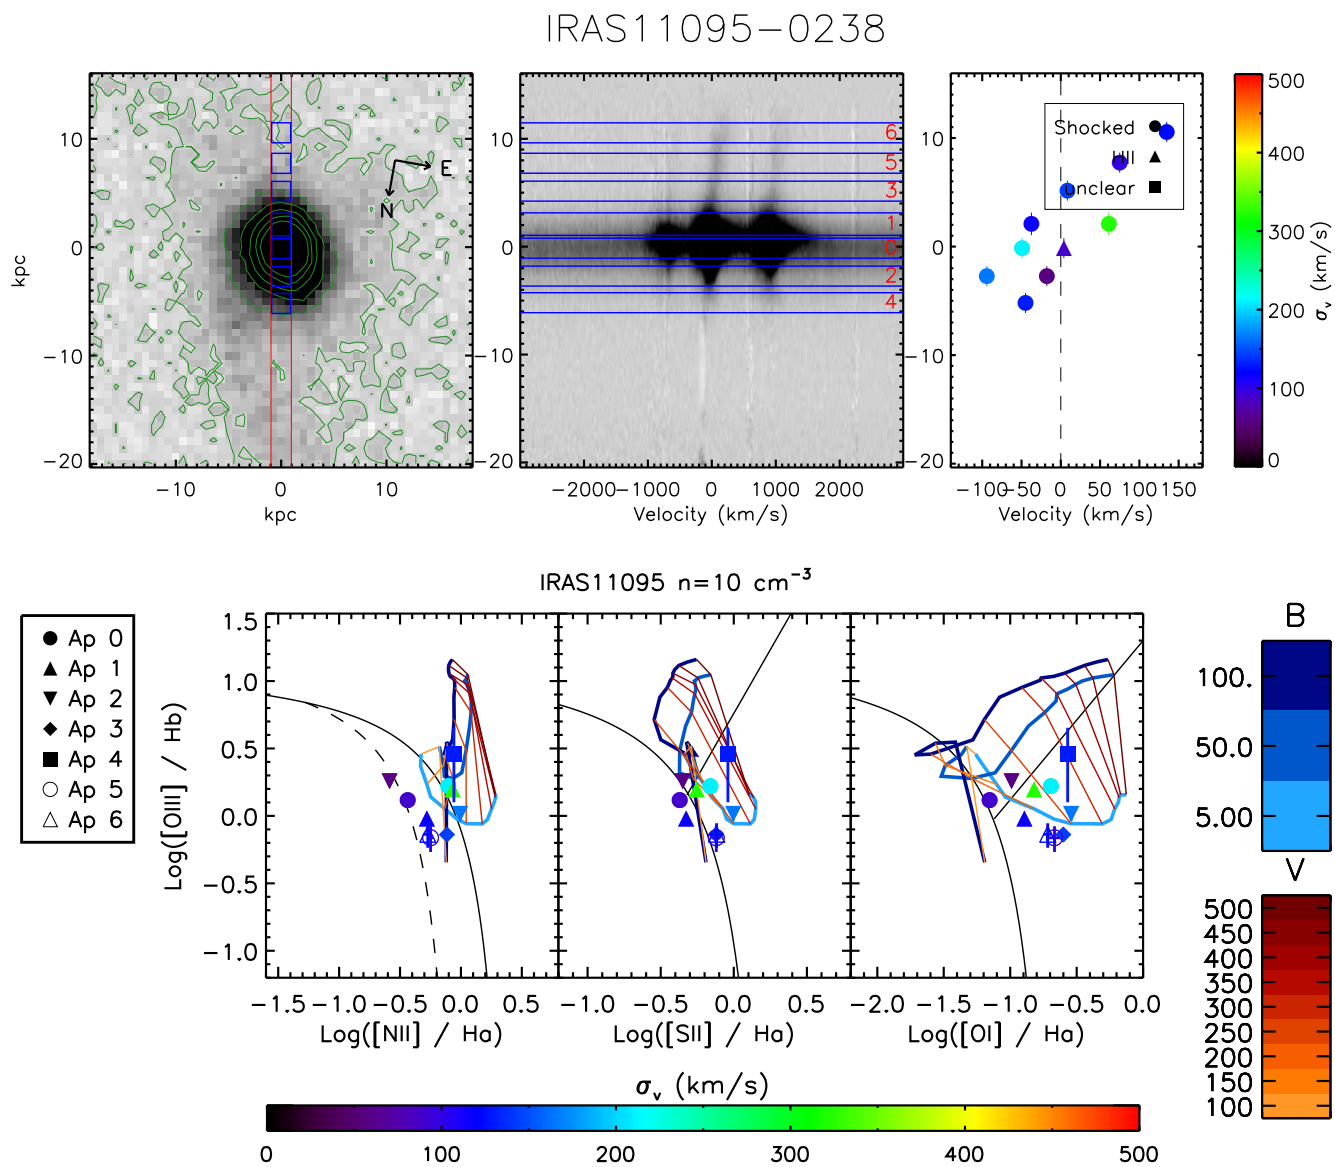 IRAS11095−0238
10
0
−10
−20
kpc
−10
0
10
kpc
E
N
10
0
−10
−20
6
5
3
1
0
2
4
−2000
−1000
0
1000
2000
Velocity (km/s)
10
0
−10
−20
Shocked
HII
unclear
−100
−50
0
50
100
150
Velocity (km/s)
500
400
300
200
100
0
σv (km/s)
IRAS11095 n=10 cm−3
Ap 0
Ap 1
Ap 2
Ap 3
Ap 4
Ap 5
Ap 6
1.5
1.0
0.5
0.0
−0.5
−1.0
Log([OIII] / Hb)
−1.5 −1.0 −0.5 0.0 0.5
Log([NII] / Ha)
−1.0 −0.5 0.0 0.5
Log([SII] / Ha)
−2.0 −1.5 −1.0 −0.5 0.0
Log([OI] / Ha)
B
100.
50.0
5.00
V
500
450
400
350
300
250
200
150
100
σv (km/s)
0 100 200 300 400 500